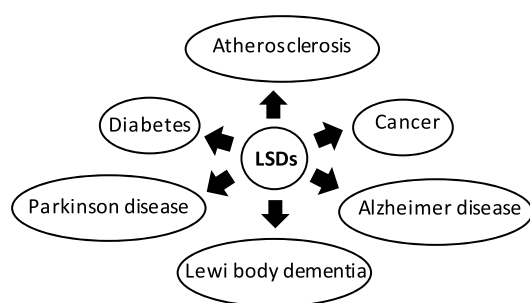 Atherosclerosis
Diabetes
Cancer
LSDs
Parkinson disease
Alzheimer disease
Lewi body dementia